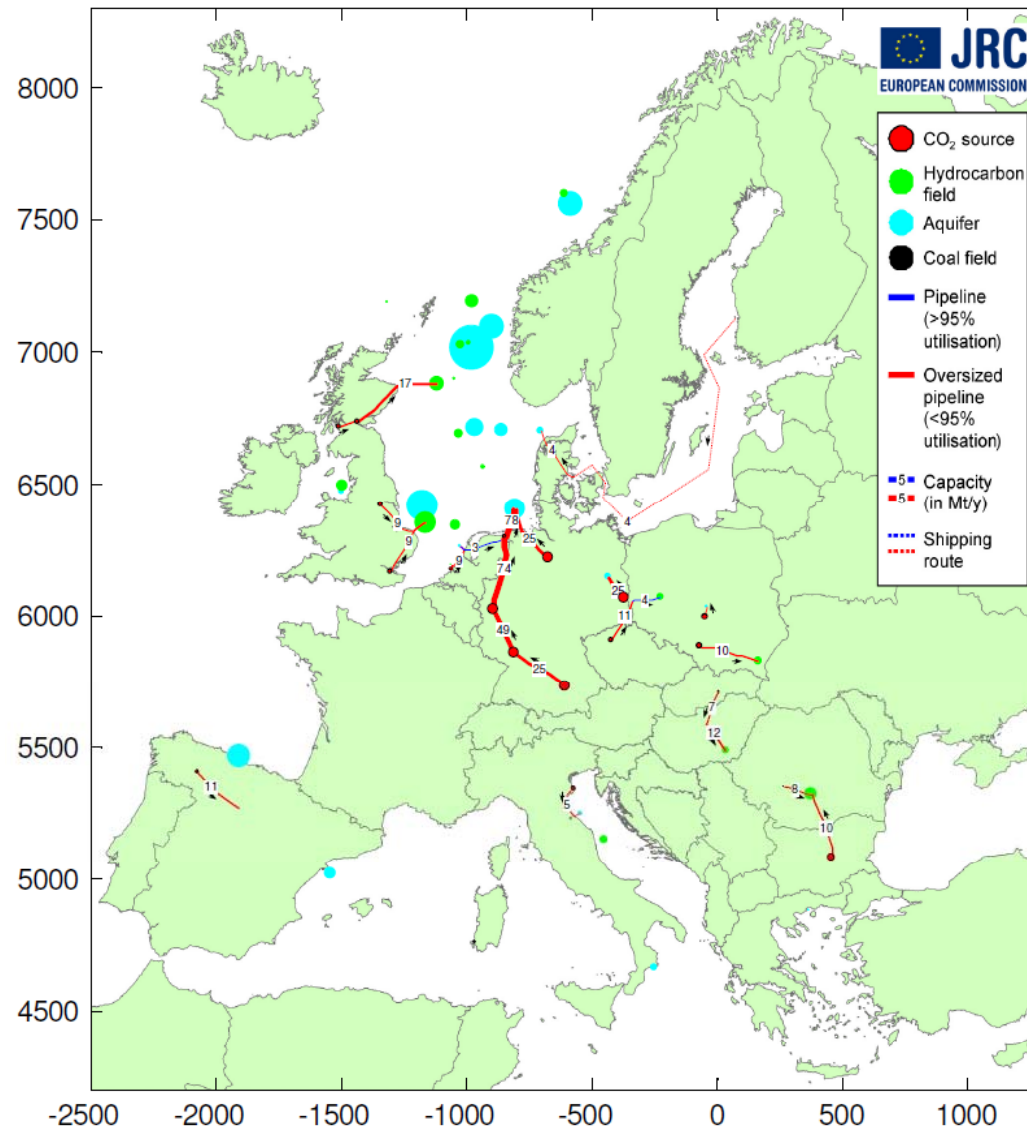 JRC
EUROPEAN COMMISSION
CO2 source
Hydrocarbon
field
Aquifer
Coal field
Pipeline
(>95%
utilisation)
Oversized
pipeline
(<95%
utilisation)
5
5
Capacity
(in Mt/y)
Shipping
route
8000
7500
7000
6500
6000
5500
5000
4500
17
4
4
9
9
78
3
25
9
74
25
4
11
49
10
25
7
12
11
8
5
10
-2500
-2000
-1500
-1000
-500
0
500
1000